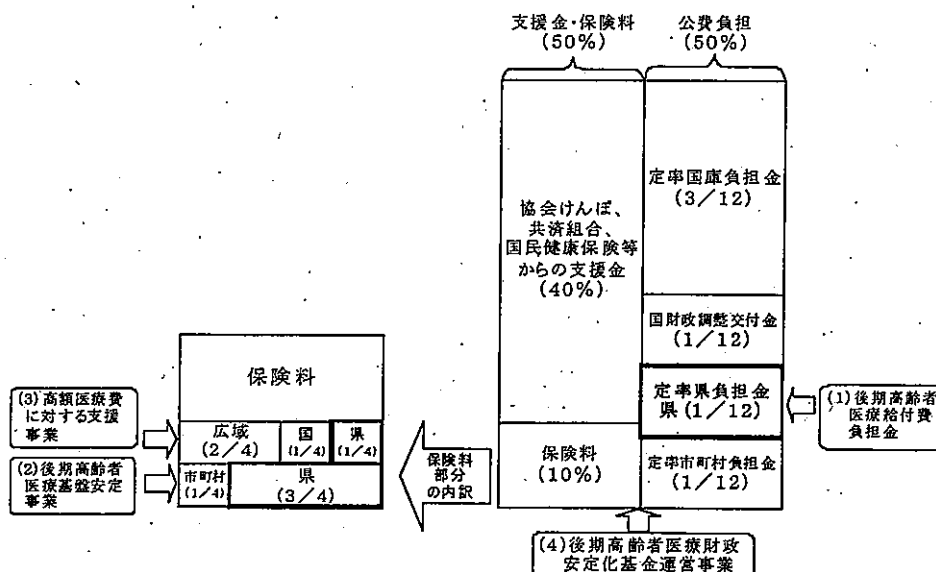 支援金・保険料
(50%)
公費負担
(50%)
協会けんぽ、
共済組合、
国民健康保険等
からの支援金
(40%)
定率国庫負担金
(3/12)
国財政調整交付金
(1/12)
定率県負担金
県(1/12)
定率市町村負担金
(1/12)
保険料
(10%)
(1)後期高齢者
医療給付費
負担金
保険料
広域
(2/4)
国
(1/4)
県
(1/4)
市町村
(1/4)
県
(3/4)
(3)高額医療費
に対する支援
事業
(2)後期高齢者
医療基盤安定
事業
保険料
部分
の内訳
(4)後期高齢者医療財政
安定化基金運営事業